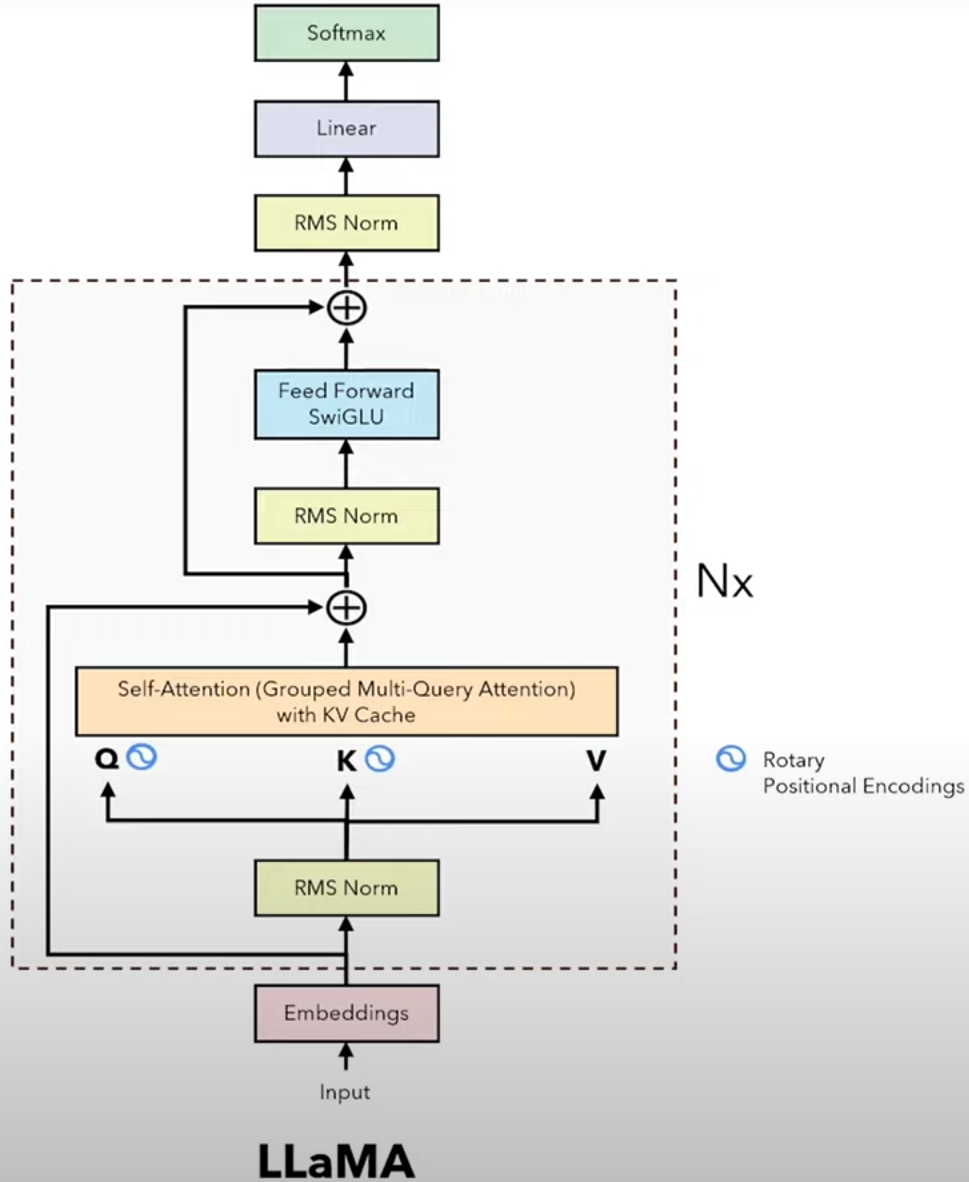 Softmax
Linear
RMS Norm
Feed Forward
SwiGLU
RMS Norm
Nx
Self-Attention (Grouped Multi-Query Attention)
with KV Cache
Q K V
Rotary
Positional Encodings
RMS Norm
Embeddings
Input
LLaMA